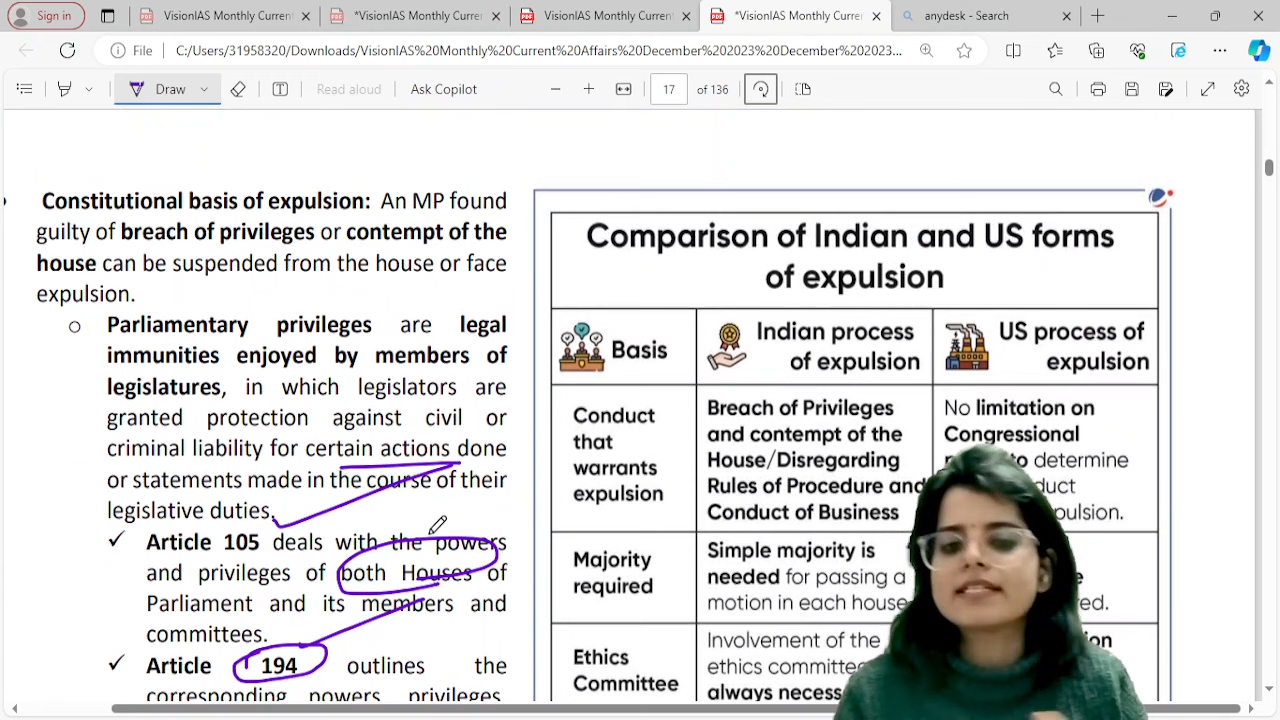 Sign in
VisionIAS Monthly Curren
*VisionIAS Monthly Curre
VisionIAS Monthly Curren
*VisionIAS Monthly Curre
anydesk - Search
File
C:/Users/31958320/Downloads/VisionIAS%20Monthly%20Current%20Affairs%20December%202023%20December%202023...
Draw
Read aloud
Ask Copilot
17
of 136
Constitutional basis of expulsion: An MP found
guilty of breach of privileges or contempt of the
house can be suspended from the house or face
expulsion.
○ Parliamentary privileges are legal
immunities enjoyed by members of
legislatures, in which legislators are
granted protection against civil or
criminal liability for certain actions done
or statements made in the course of their
legislative duties.
✓ Article 105 deals with the powers
and privileges of both Houses of
Parliament and its members and
committees.
✓ Article 194 outlines the
corresponding powers, privileges,
Comparison of Indian and US forms
of expulsion
Basis
Indian process
of expulsion
US process of
expulsion
Conduct
that
warrants
expulsion
Breach of Privileges
and contempt of the
House/Disregarding
Rules of Procedure and
Conduct of Business
No limitation on
Congressional
to determine
Majority
required
Simple majority is
needed for passing a
motion in each house
Ethics
Committee
Involvement of the
ethics committee
always